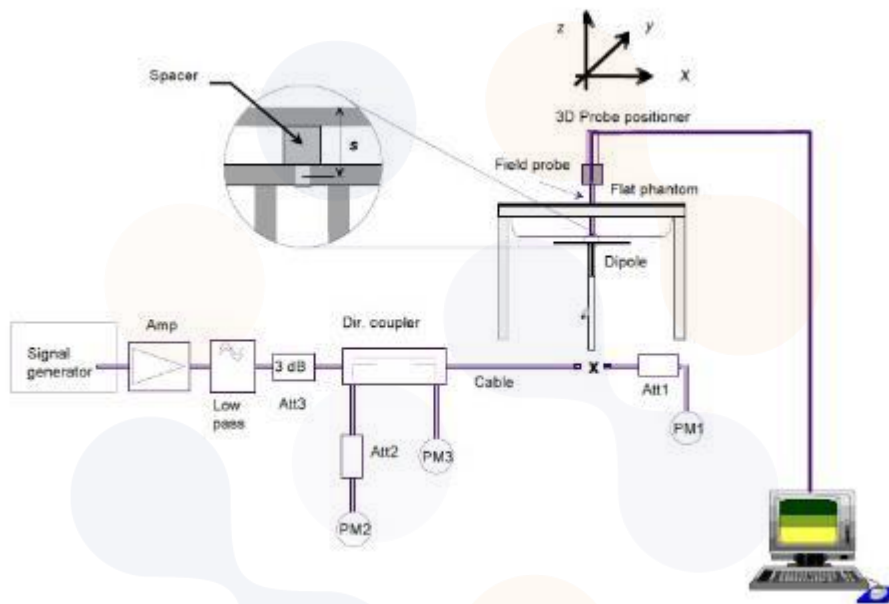 z
y
X
Spacer
s
3D Probe positioner
Field probe
Flat phantom
Dipole
Signal
generator
Amp
Low
pass
3 dB
Att3
Dir. coupler
Att2
PM2
PM3
Cable
x
Att1
PM1